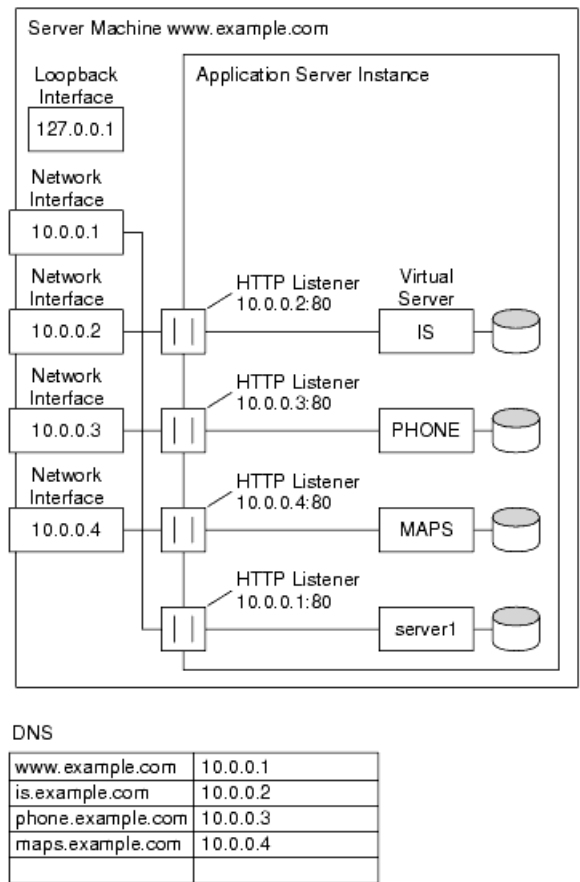 Server Machine www.example.com
Loopback
Interface
127.0.0.1
Application Server Instance
Network
Interface
10.0.0.1
Network
Interface
10.0.0.2
HTTP Listener
10.0.0.2:80
Virtual
Server
IS
Network
Interface
10.0.0.3
HTTP Listener
10.0.0.3:80
PHONE
Network
Interface
10.0.0.4
HTTP Listener
10.0.0.4:80
MAPS
HTTP Listener
10.0.0.1:80
server1
DNS
www.example.com 10.0.0.1
is.example.com 10.0.0.2
phone.example.com 10.0.0.3
maps.example.com 10.0.0.4